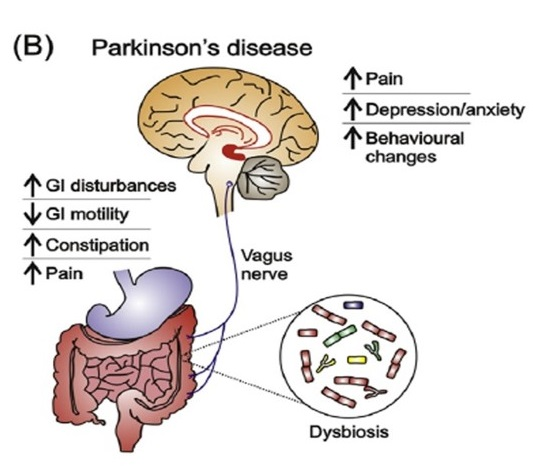 (B) Parkinson's disease
↑ Pain
↑ Depression/anxiety
↑ Behavioural
changes
↑ GI disturbances
↓ GI motility
↑ Constipation
↑ Pain
Vagus
nerve
Dysbiosis